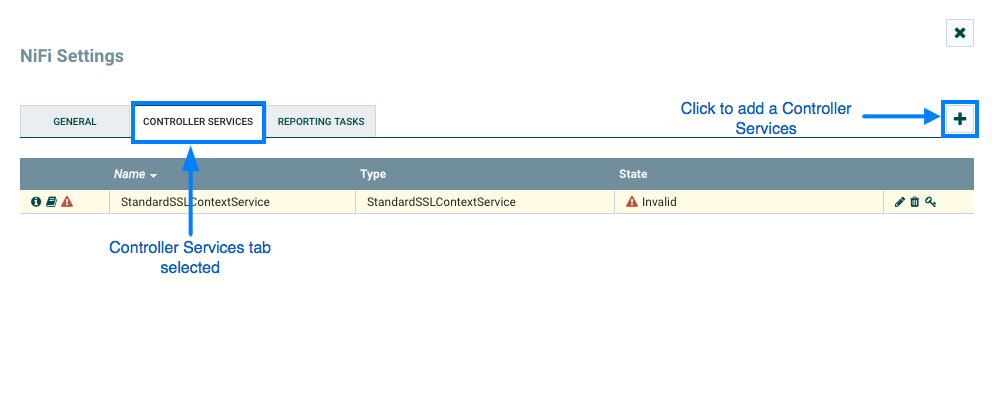 NiFi Settings
GENERAL
CONTROLLER SERVICES
REPORTING TASKS
Click to add a Controller
Services
Name
Type
State
StandardSSLContextService
StandardSSLContextService
Invalid
Controller Services tab
selected